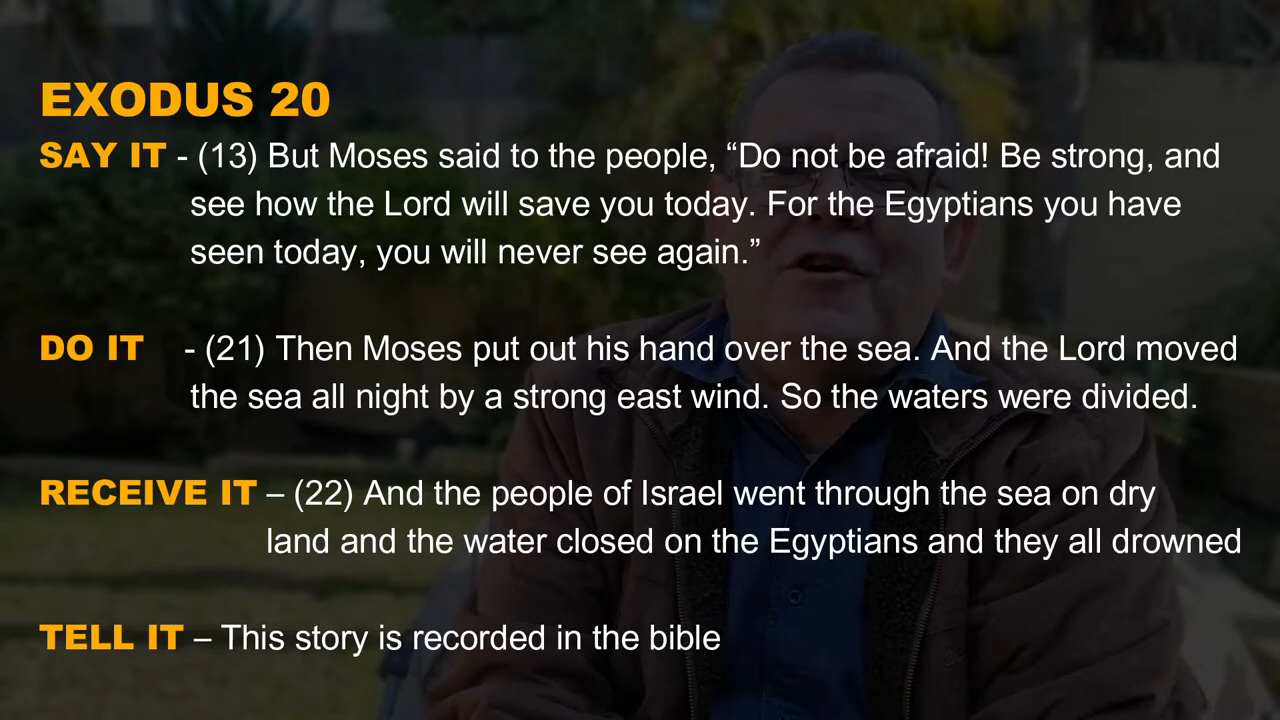 EXODUS 20
SAY IT - (13) But Moses said to the people, “Do not be afraid! Be strong, and
see how the Lord will save you today. For the Egyptians you have
seen today, you will never see again.”
DO IT - (21) Then Moses put out his hand over the sea. And the Lord moved
the sea all night by a strong east wind. So the waters were divided.
RECEIVE IT – (22) And the people of Israel went through the sea on dry
land and the water closed on the Egyptians and they all drowned
TELL IT – This story is recorded in the bible